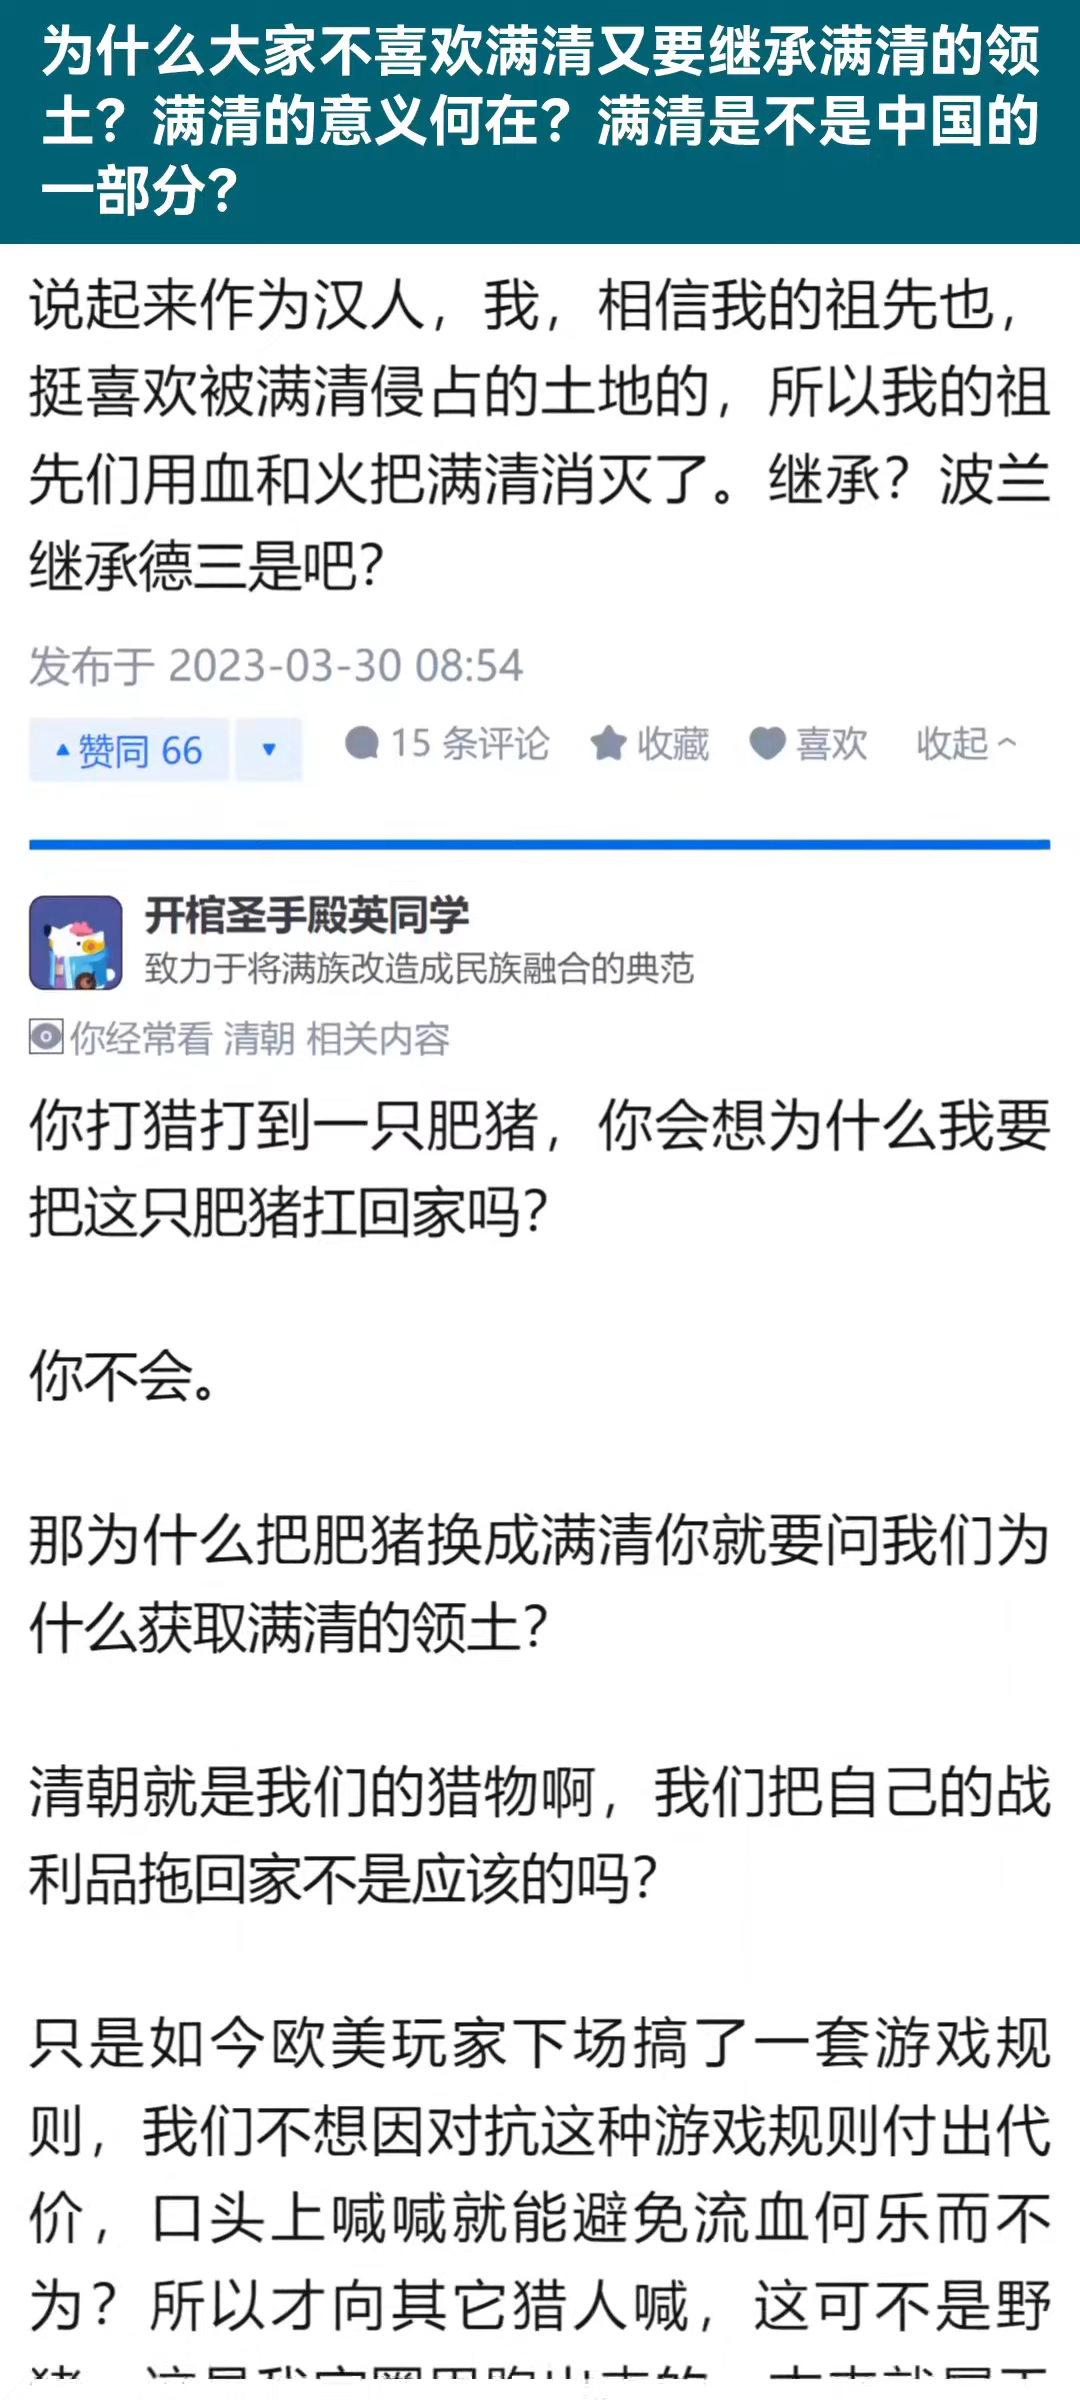 为什么大家不喜欢满清又要继承满清的领
土？满清的意义何在？满清是不是中国的
一部分？
说起来作为汉人，我，相信我的祖先也，
挺喜欢被满清侵占的土地的，所以我的祖
先们用血和火把满清消灭了。继承？波兰
继承德三是吧？
发布于 2023-03-30 08:54
赞同 66
15 条评论
收藏
喜欢
收起
开棺圣手殿英同学
致力于将满族改造成民族融合的典范
你经常看 清朝 相关内容
你打猎打到一只肥猪，你会想为什么我要
把这只肥猪扛回家吗？
你不会。
那为什么把肥猪换成满清你就要问我们为
什么获取满清的领土？
清朝就是我们的猎物啊，我们把自己的战
利品拖回家不是应该的吗？
只是如今欧美玩家下场搞了一套游戏规
则，我们不想因对抗这种游戏规则付出代
价，口头上喊喊就能避免流血何乐而不
为？所以才向其它猎人喊，这可不是野